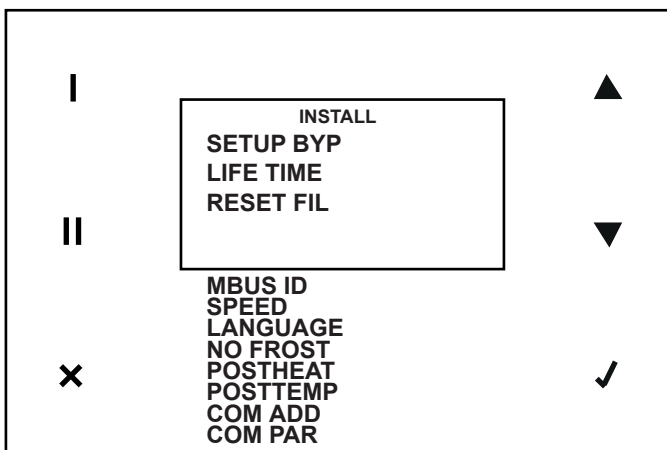 I
INSTALL
SETUP BYP
LIFE TIME
RESET FIL
II
MBUS ID
SPEED
LANGUAGE
NO FROST
POSTHEAT
POSTTEMP
COM ADD
COM PAR